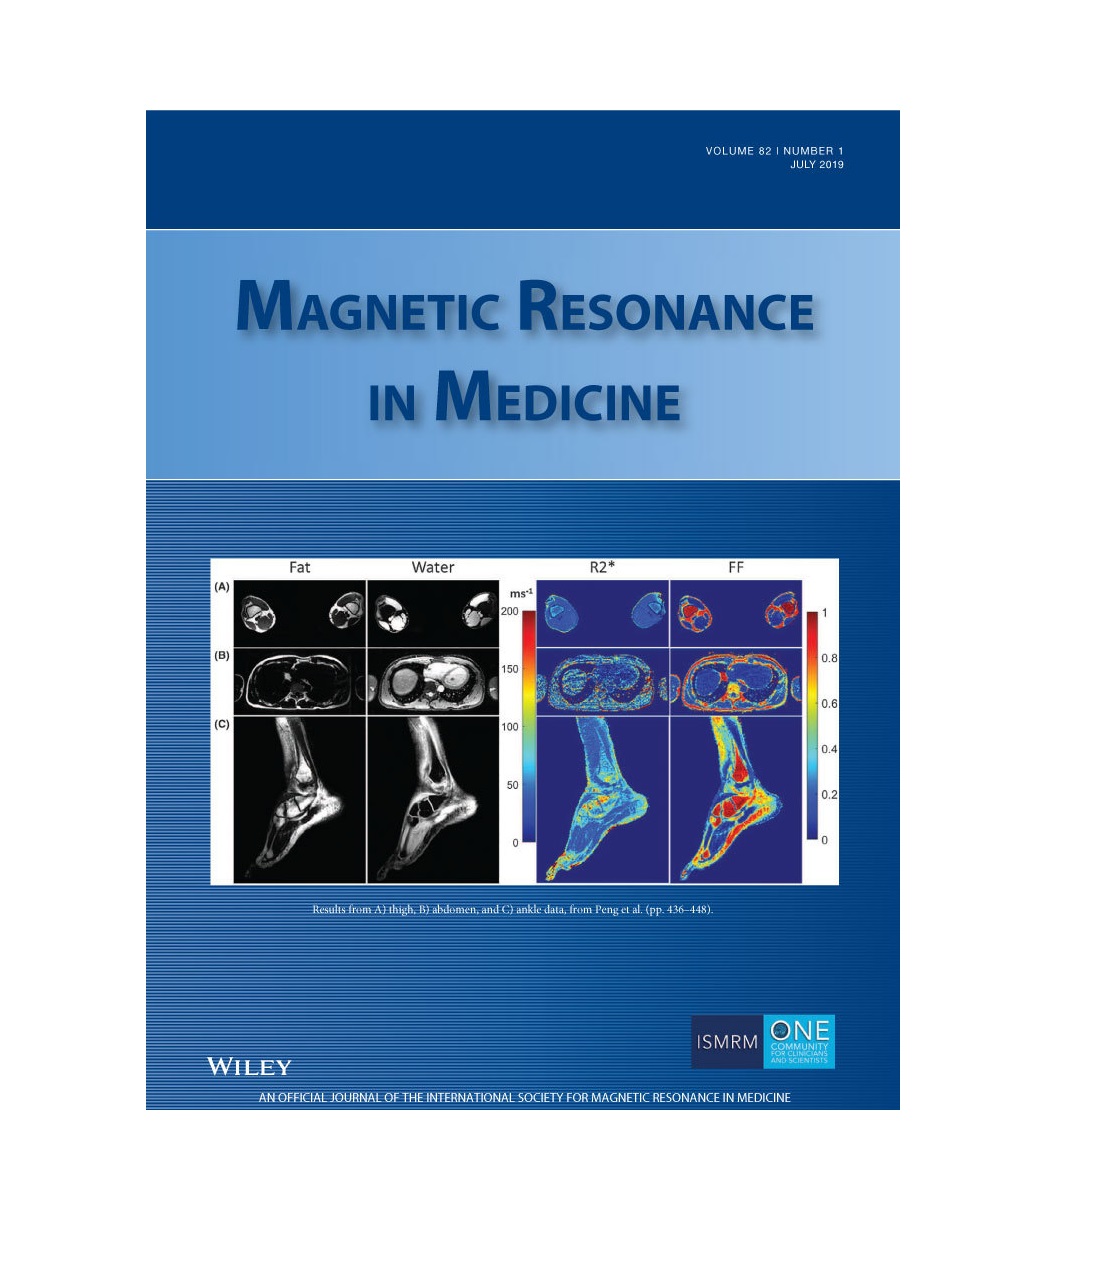 VOLUME 82 | NUMBER 1
JULY 2019
MAGNETIC RESONANCE
IN MEDICINE
Fat Water R2* FF
(A)
ms-1
200
1
(B)
150
0.8
0.6
(C)
100
0.4
50
0.2
0
0
Results from A) thigh, B) abdomen, and C) ankle data, from Peng et al. (pp. 436–448).
ISMRM
ONE
COMMUNITY
FOR CLINICIANS
AND SCIENTISTS
WILEY
AN OFFICIAL JOURNAL OF THE INTERNATIONAL SOCIETY FOR MAGNETIC RESONANCE IN MEDICINE